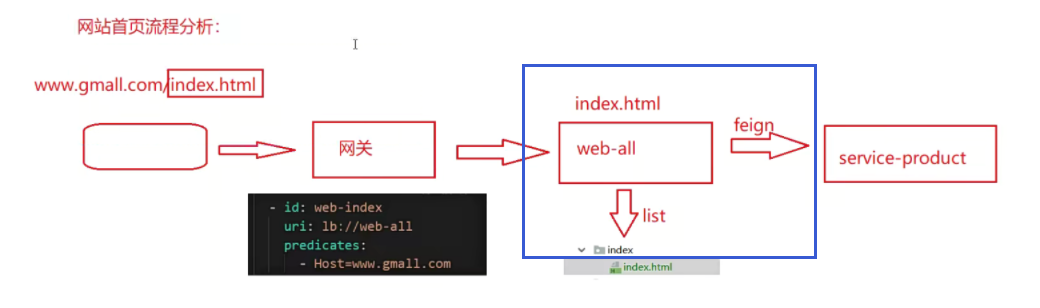 网站首页流程分析：
www.gmall.com/index.html
网关
index.html
web-all
feign
service-product
list
- id: web-index
uri: lb://web-all
predicates:
- Host=www.gmall.com
index
index.html